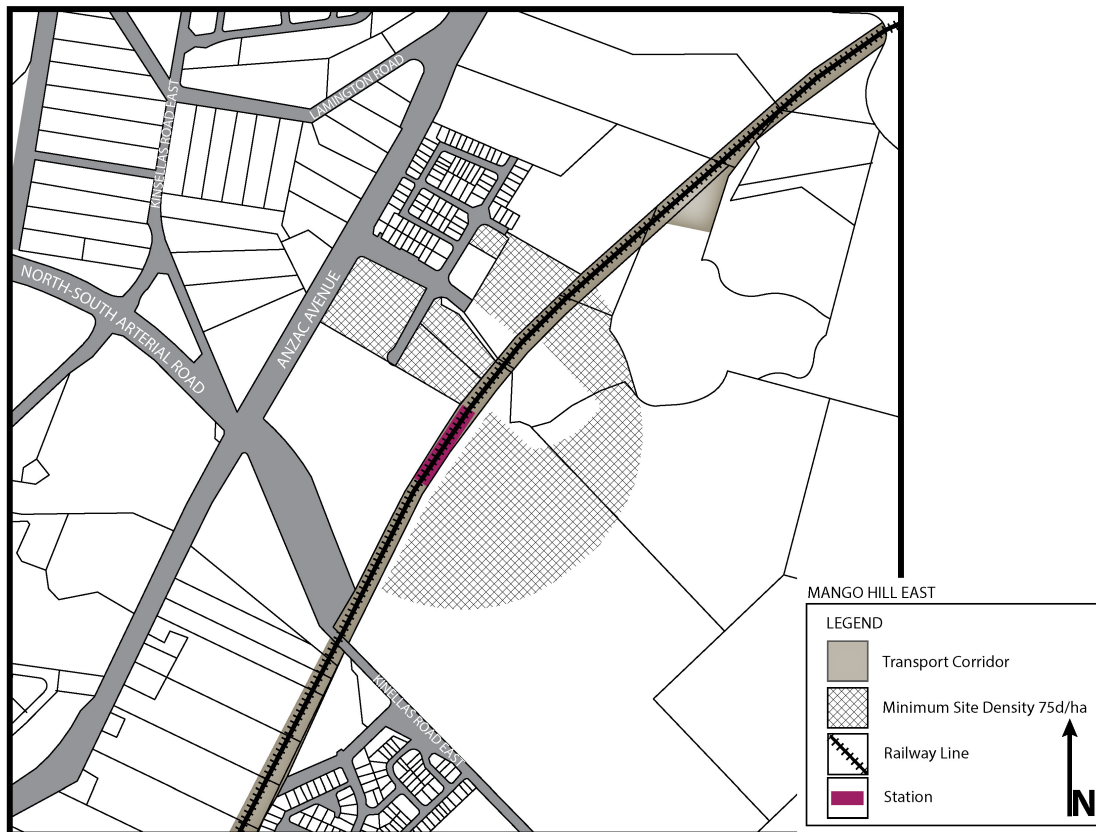 LAMINGTON ROAD
KINSELLAS ROAD EAST
NORTH-SOUTH ARTERIAL ROAD
ANZAC AVENUE
KINELLAS ROAD EAST
MANGO HILL EAST
LEGEND
Transport Corridor
Minimum Site Density 75d/ha
Railway Line
Station
N